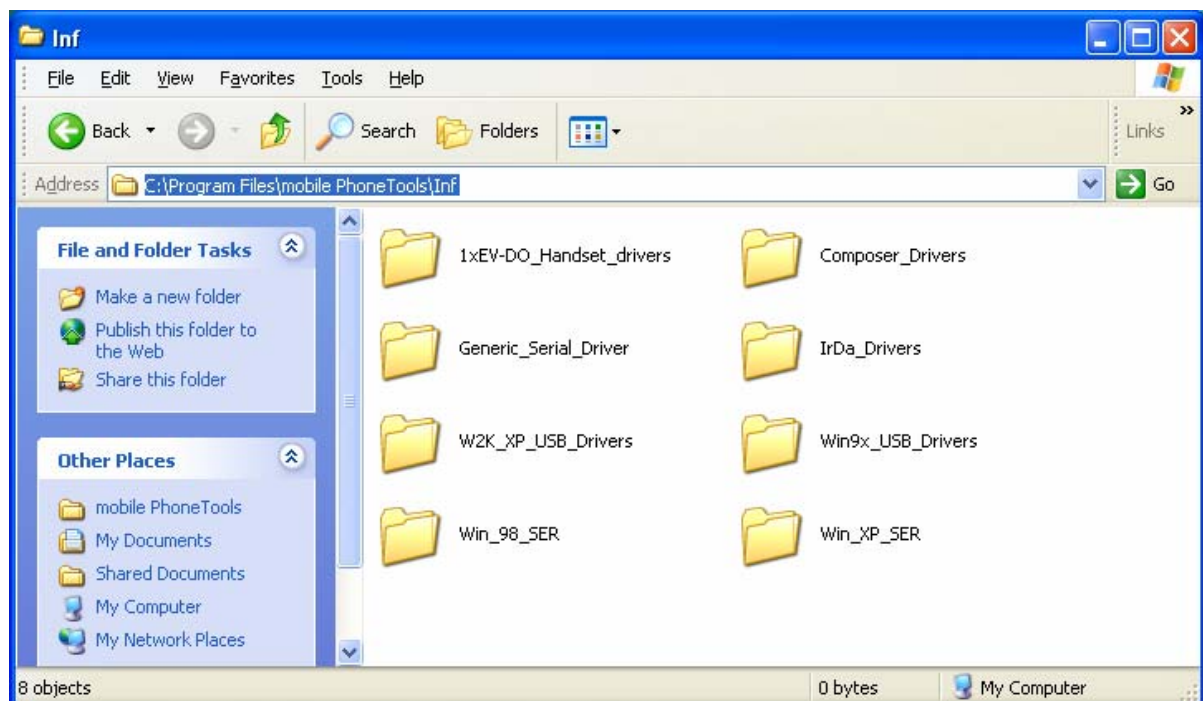 Inf
File Edit View Favorites Tools Help
Back Search Folders Links
Address C:\Program Files\mobile PhoneTools\Inf Go
File and Folder Tasks
Make a new folder
Publish this folder to
the Web
Share this folder
Other Places
mobile PhoneTools
My Documents
Shared Documents
My Computer
My Network Places
1xEV-DO_Handset_drivers Composer_Drivers
Generic_Serial_Driver IrDa_Drivers
W2K_XP_USB_Drivers Win9x_USB_Drivers
Win_98_SER Win_XP_SER
8 objects 0 bytes My Computer